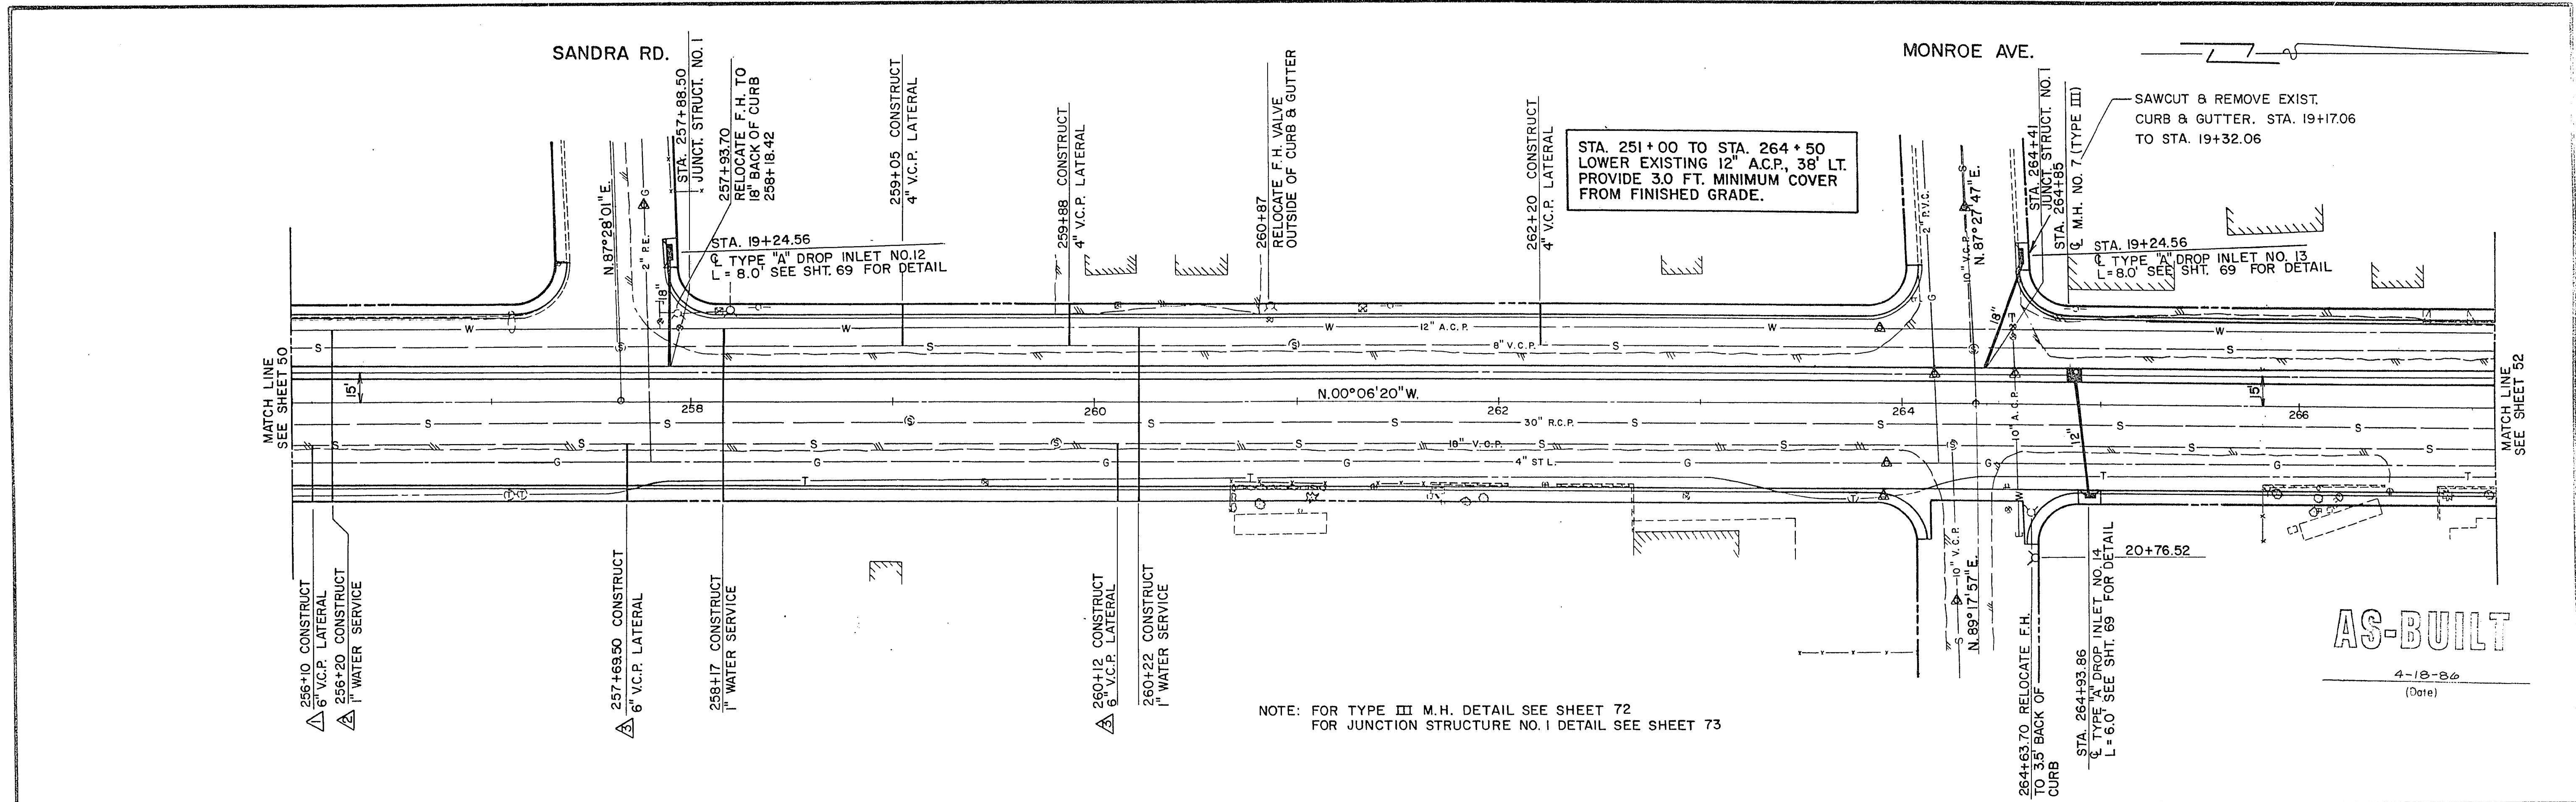 SANDRA RD.
MONROE AVE.
STA. 257+88.50
JUNCT. STRUCT. NO. 1
257+93.70
RELOCATE F.H. TO
18" BACK OF CURB
258+18.42
259+05 CONSTRUCT
4" V.C.P. LATERAL
259+88 CONSTRUCT
4" V.C.P. LATERAL
260+87
RELOCATE F.H. VALVE
OUTSIDE OF CURB & GUTTER
262+20 CONSTRUCT
4" V.C.P. LATERAL
STA. 251+00 TO STA. 264+50
LOWER EXISTING 12" A.C.P., 38' LT.
PROVIDE 3.0 FT. MINIMUM COVER
FROM FINISHED GRADE.
STA. 264+41
JUNCT. STRUCT. NO. 1
STA. 264+85
℄ M.H. NO. 7 (TYPE III)
SAWCUT & REMOVE EXIST.
CURB & GUTTER. STA. 19+17.06
TO STA. 19+32.06
N.87°28'01"E.
2" P.E.
G
STA. 19+24.56
℄ TYPE "A" DROP INLET NO.12
L = 8.0' SEE SHT. 69 FOR DETAIL
2" P.V.C.
10" V.C.P.
S
N.87°27'47"E.
STA. 19+24.56
℄ TYPE "A" DROP INLET NO. 13
L=8.0' SEE SHT. 69 FOR DETAIL
18"
18"
W
W
W
12" A.C.P.
W
W
S
S
S
8" V.C.P.
S
S
MATCH LINE
SEE SHEET 50
15'
N.00°06'20"W.
258
260
262
264
266
15'
MATCH LINE
SEE SHEET 52
S
S
S
S
30" R.C.P.
S
S
S
S
S
S
S
S
18" V.C.P.
S
S
S
S
G
G
G
G
4" STL.
G
G
G
T
T
T
T
10" A.C.P.
W
12"
10" V.C.P.
S
N.89°17'57"E.
20+76.52
1 256+10 CONSTRUCT
6" V.C.P. LATERAL
2 256+20 CONSTRUCT
1" WATER SERVICE
3 257+69.50 CONSTRUCT
6" V.C.P. LATERAL
258+17 CONSTRUCT
1" WATER SERVICE
3 260+12 CONSTRUCT
6" V.C.P. LATERAL
260+22 CONSTRUCT
1" WATER SERVICE
NOTE: FOR TYPE III M.H. DETAIL SEE SHEET 72
FOR JUNCTION STRUCTURE NO. 1 DETAIL SEE SHEET 73
264+63.70 RELOCATE F.H.
TO 3.5' BACK OF
CURB
STA. 264+93.86
℄ TYPE "A" DROP INLET NO. 14
L = 6.0' SEE SHT. 69 FOR DETAIL
AS-BUILT
4-18-86
(Date)